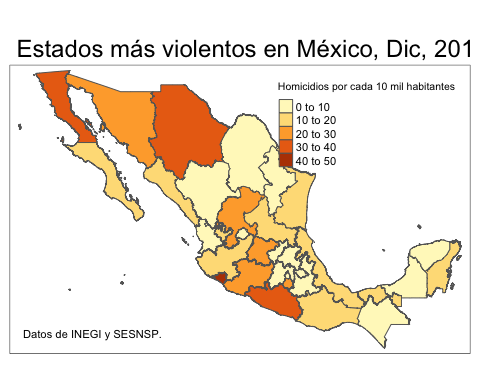 Estados más violentos en México, Dic, 201
Homicidios por cada 10 mil habitantes
0 to 10
10 to 20
20 to 30
30 to 40
40 to 50
Datos de INEGI y SESNSP.